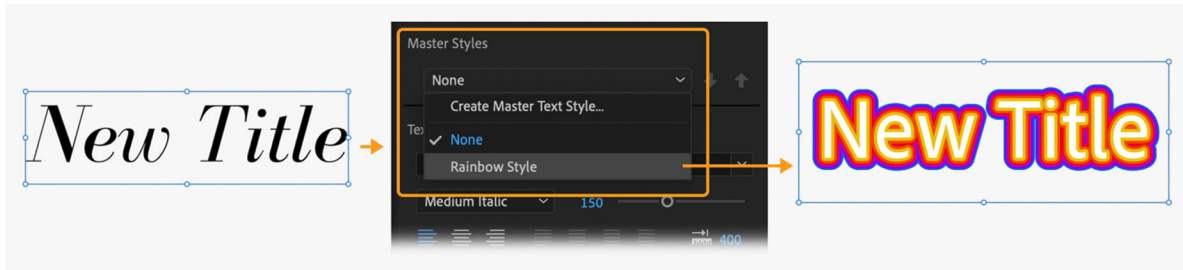 New Title
Master Styles
None
Create Master Text Style...
None
Rainbow Style
Medium Italic
150
400
New Title